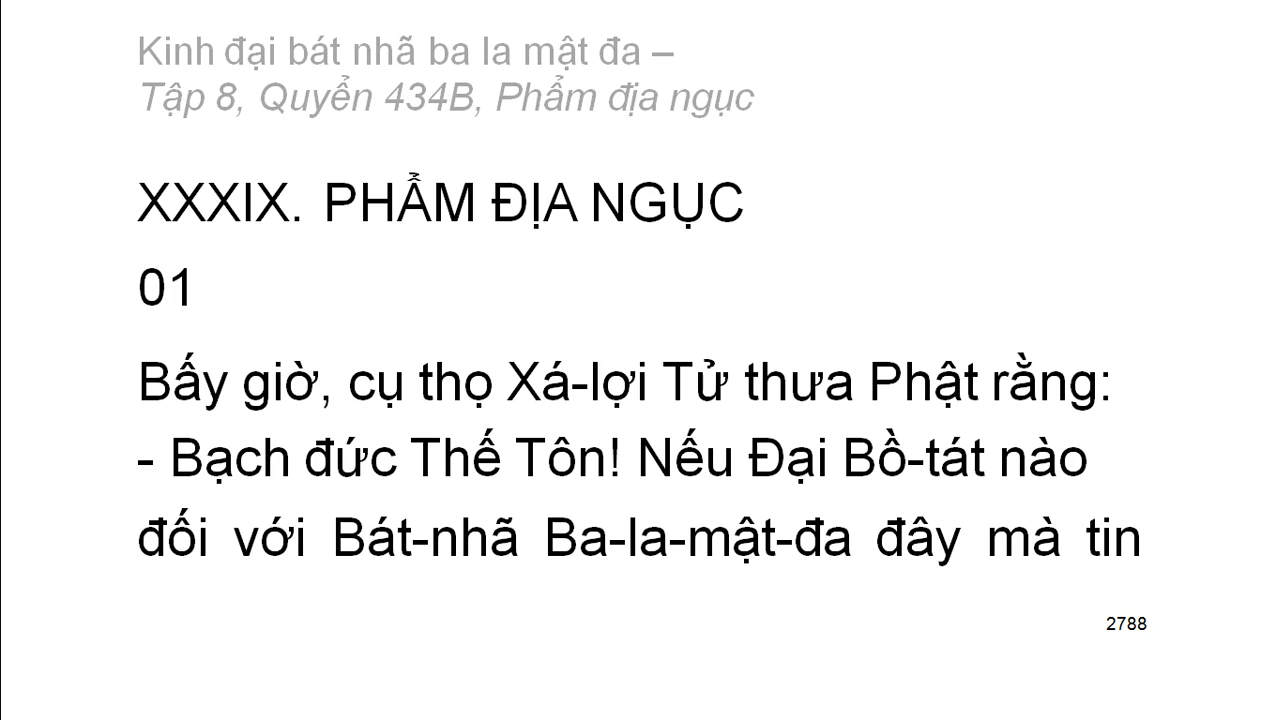 Kinh đại bát nhã ba la mật đa –
Tập 8, Quyển 434B, Phẩm địa ngục
XXXIX. PHẨM ĐỊA NGỤC
01
Bấy giờ, cụ thọ Xá-lợi Tử thưa Phật rằng:
- Bạch đức Thế Tôn! Nếu Đại Bồ-tát nào
đối với Bát-nhã Ba-la-mật-đa đây mà tin
2788